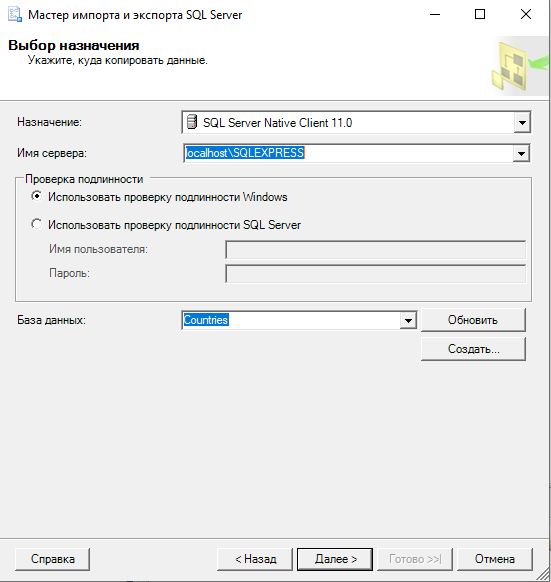 Мастер импорта и экспорта SQL Server
Выбор назначения
Укажите, куда копировать данные.
Назначение:
SQL Server Native Client 11.0
Имя сервера:
localhost\SQLEXPRESS
Проверка подлинности
Использовать проверку подлинности Windows
Использовать проверку подлинности SQL Server
Имя пользователя:
Пароль:
База данных:
Countries
Обновить
Создать...
Справка
< Назад
Далее >
Готово >>|
Отмена